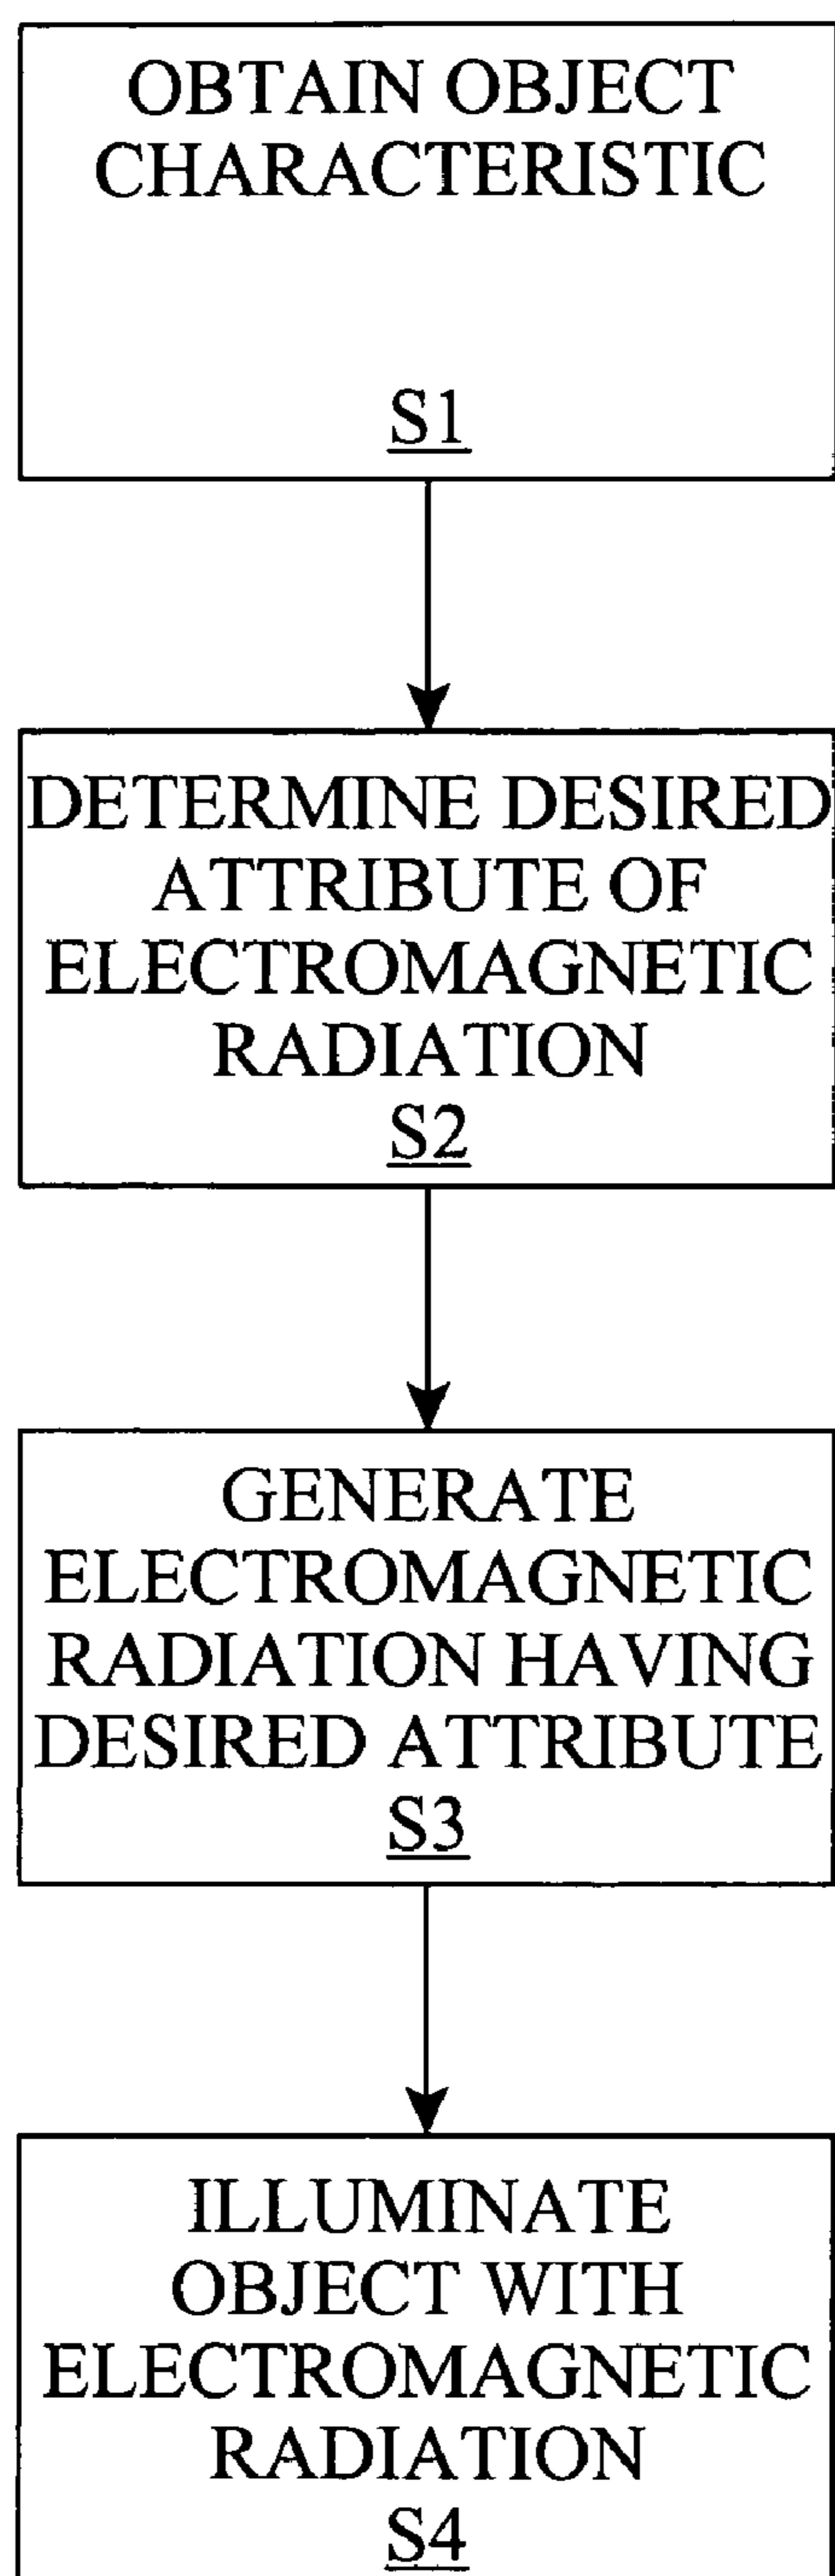 OBTAIN OBJECT
CHARACTERISTIC
S1
DETERMINE DESIRED
ATTRIBUTE OF
ELECTROMAGNETIC
RADIATION
S2
GENERATE
ELECTROMAGNETIC
RADIATION HAVING
DESIRED ATTRIBUTE
S3
ILLUMINATE
OBJECT WITH
ELECTROMAGNETIC
RADIATION
S4